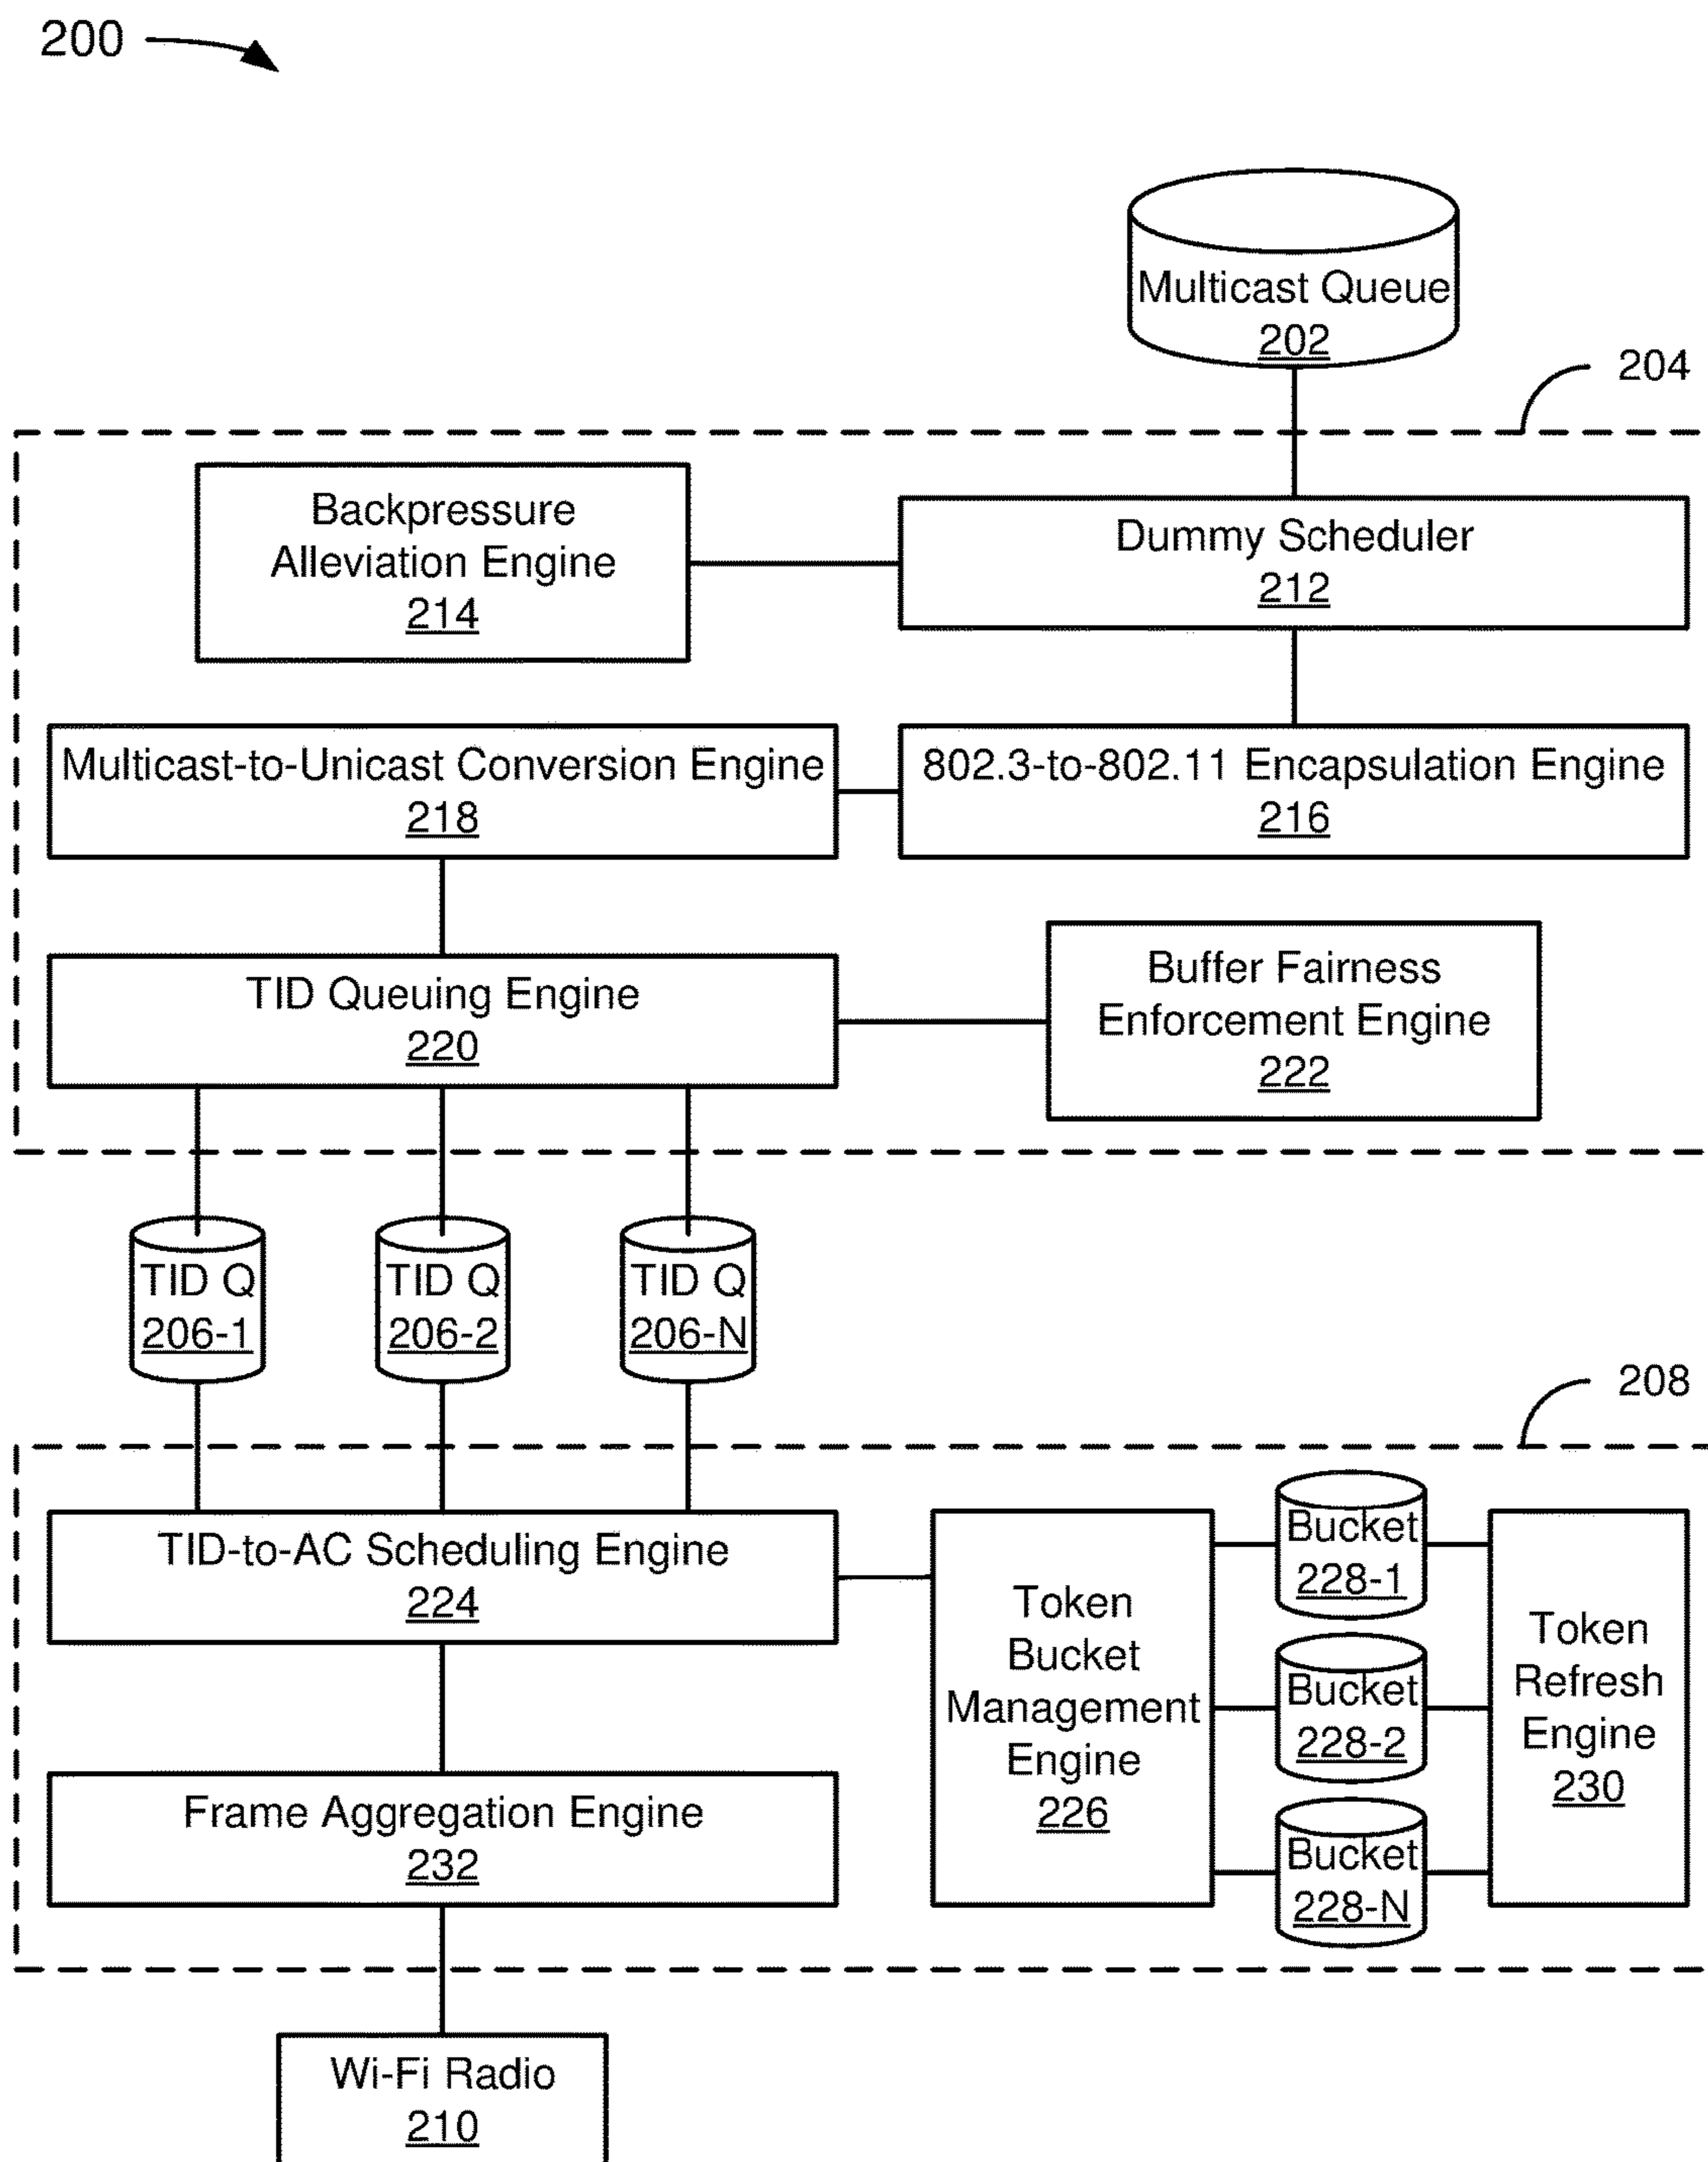 200
Multicast Queue
202
204
Backpressure
Alleviation Engine
214
Dummy Scheduler
212
Multicast-to-Unicast Conversion Engine
218
802.3-to-802.11 Encapsulation Engine
216
TID Queuing Engine
220
Buffer Fairness
Enforcement Engine
222
TID Q
206-1
TID Q
206-2
TID Q
206-N
208
TID-to-AC Scheduling Engine
224
Token
Bucket
Management
Engine
226
Bucket
228-1
Bucket
228-2
Bucket
228-N
Token
Refresh
Engine
230
Frame Aggregation Engine
232
Wi-Fi Radio
210